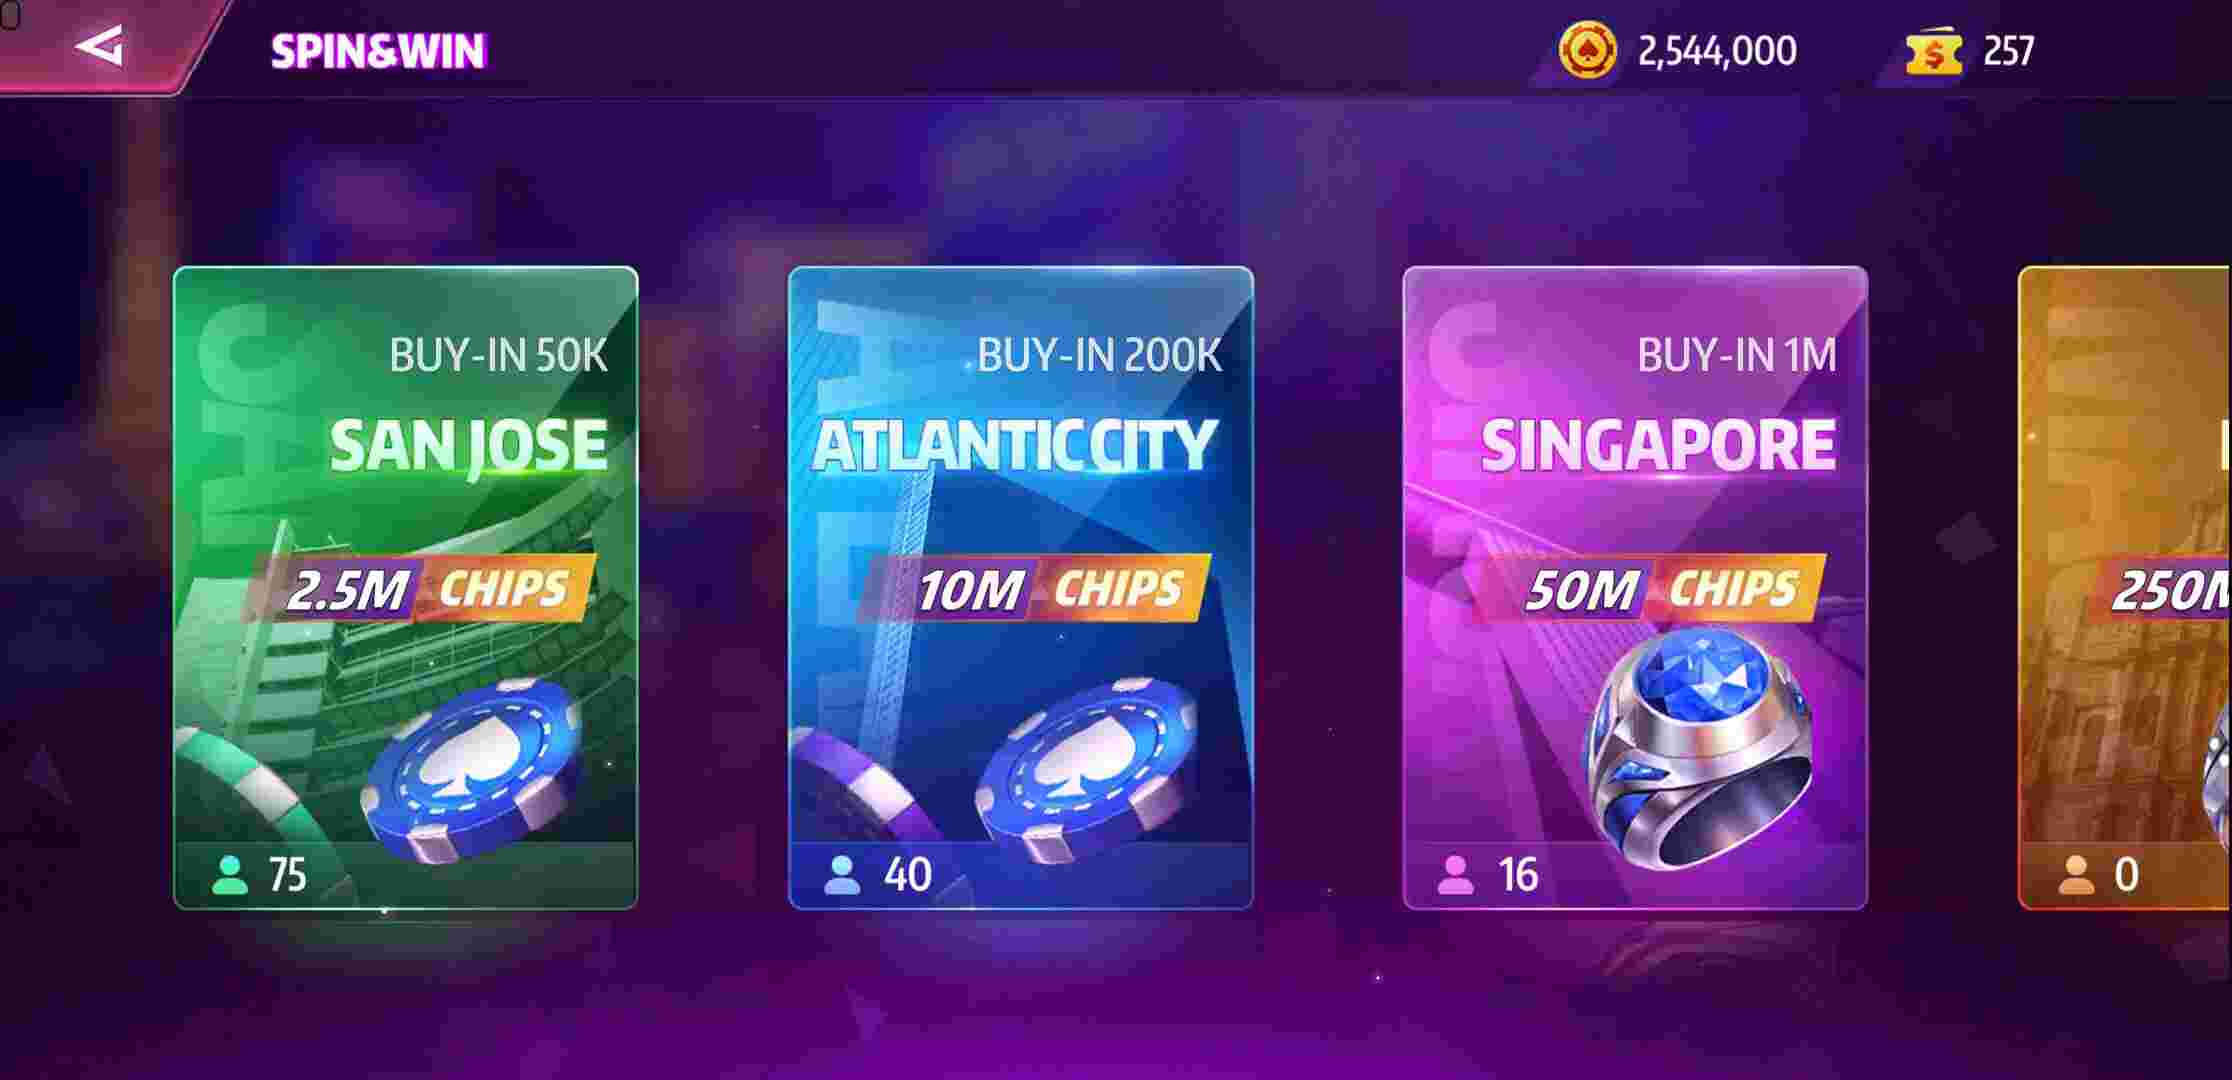 SPIN&WIN
2,544,000
257
BUY-IN 50K
SAN JOSE
2.5M CHIPS
75
BUY-IN 200K
ATLANTIC CITY
10M CHIPS
40
BUY-IN 1M
SINGAPORE
50M CHIPS
16
250M
0